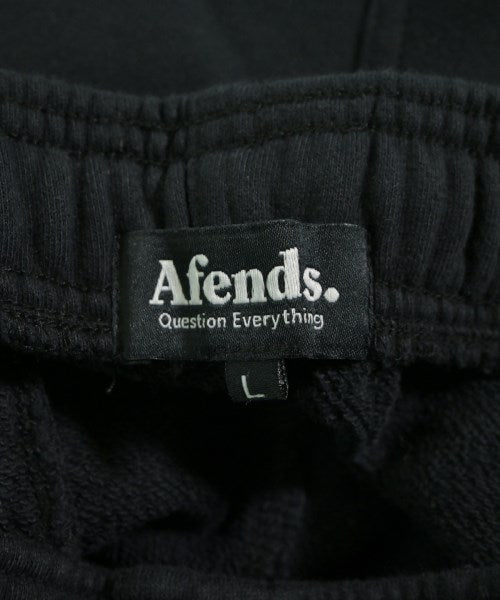 Afends.
Question Everything
L